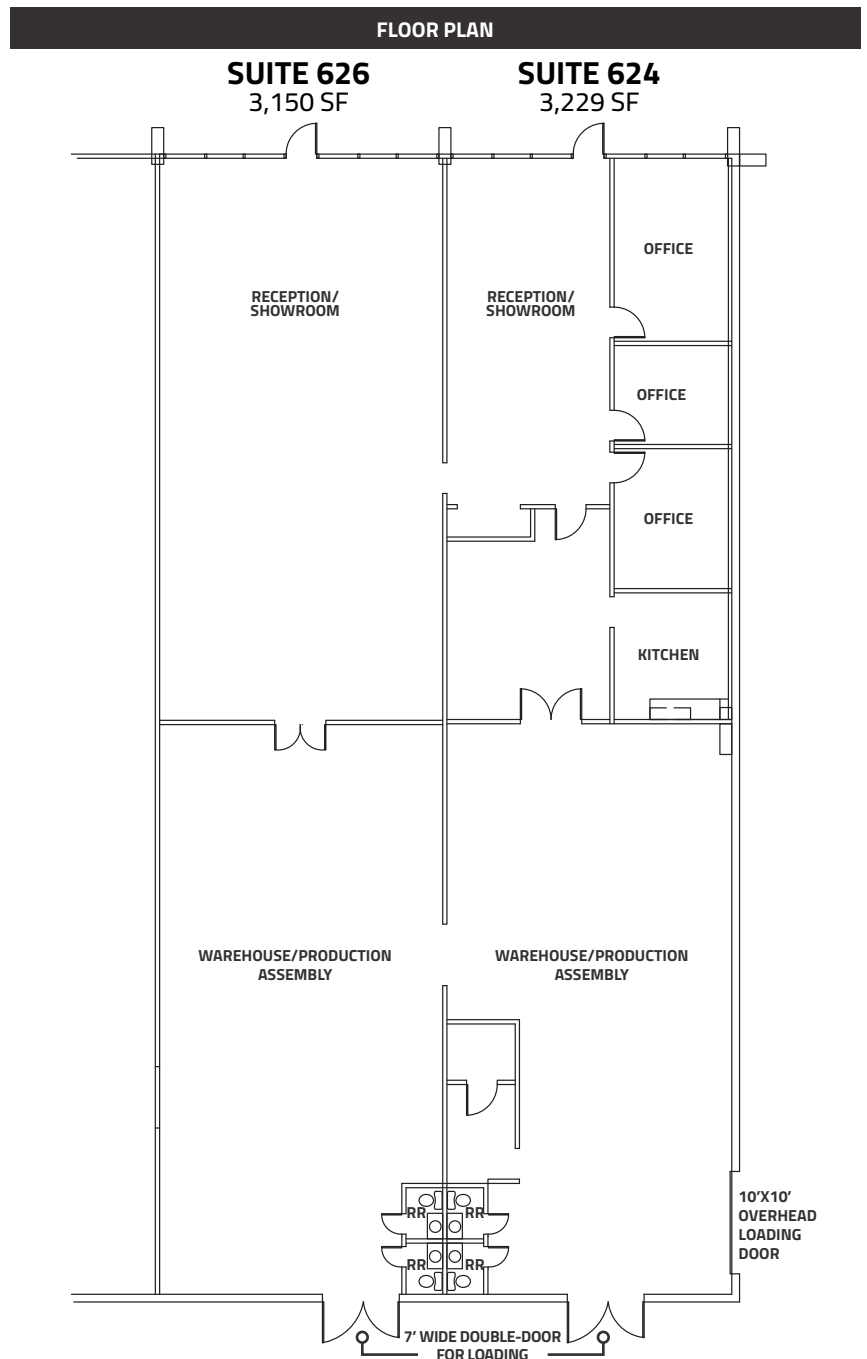 FLOOR PLAN
SUITE 626
3,150 SF
SUITE 624
3,229 SF
OFFICE
RECEPTION/
SHOWROOM
RECEPTION/
SHOWROOM
OFFICE
OFFICE
KITCHEN
WAREHOUSE/PRODUCTION
ASSEMBLY
WAREHOUSE/PRODUCTION
ASSEMBLY
RR
RR
RR
RR
10'X10'
OVERHEAD
LOADING
DOOR
7' WIDE DOUBLE-DOOR
FOR LOADING